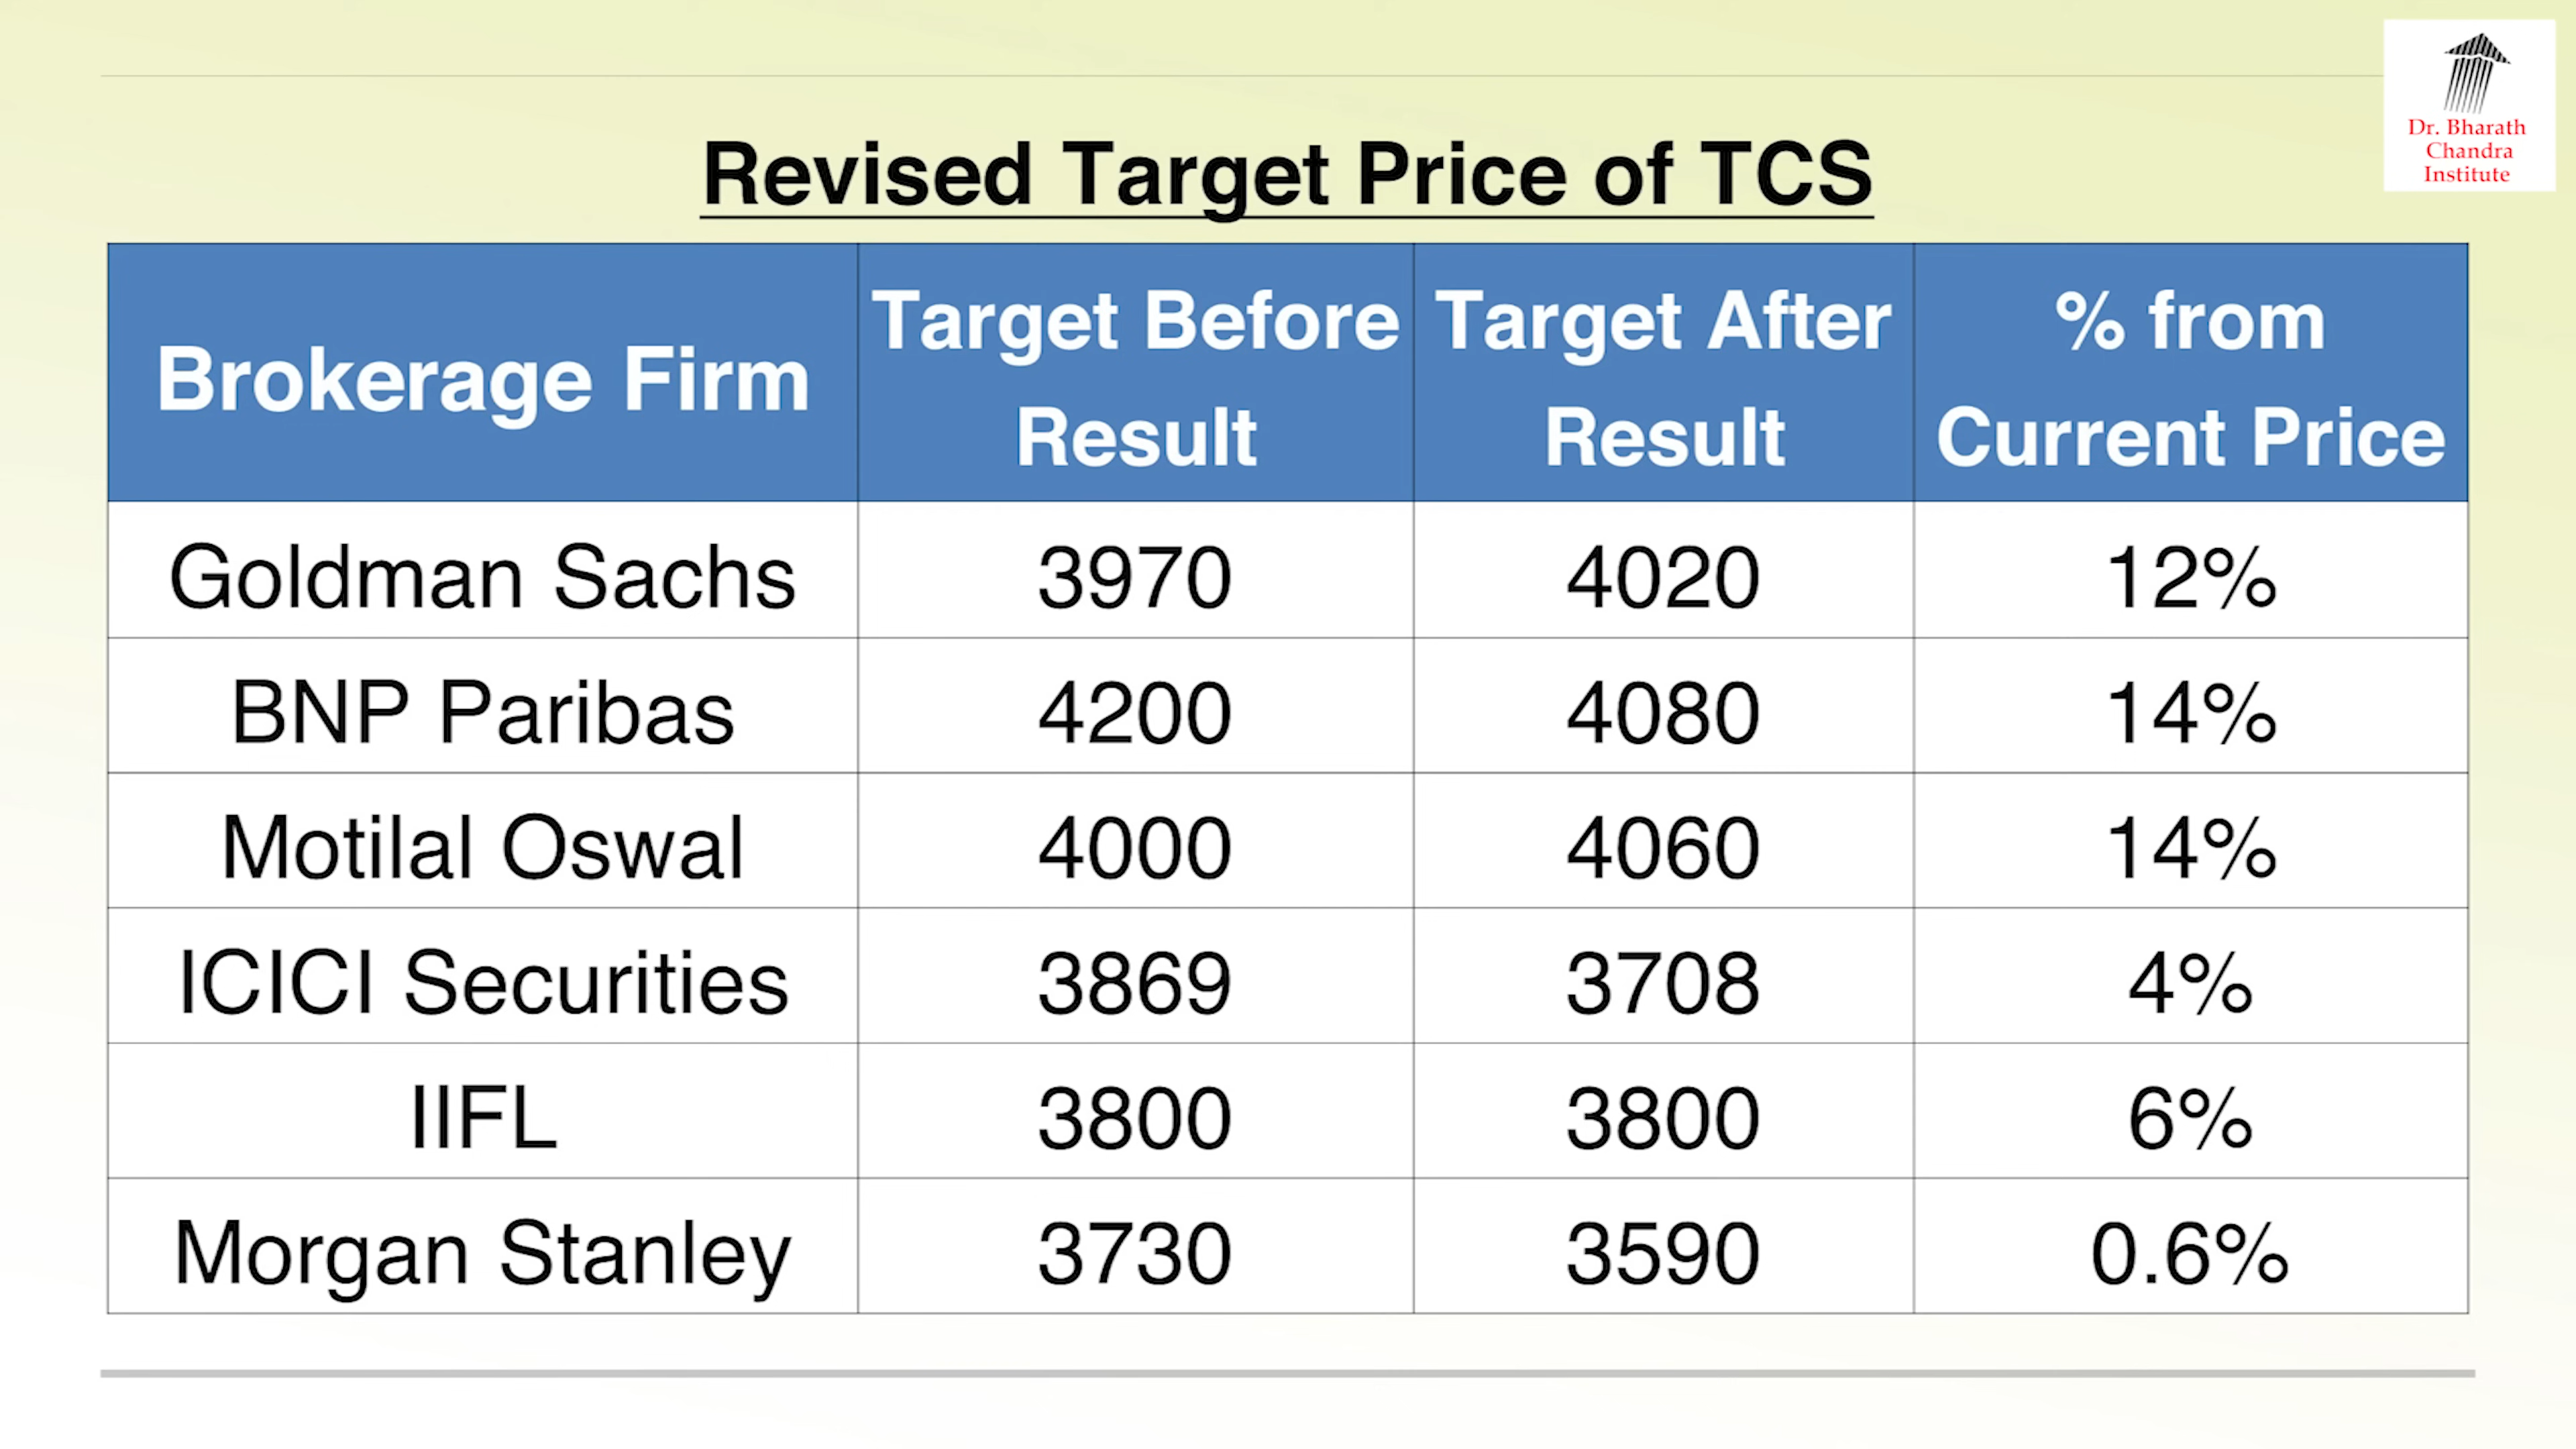 Dr. Bharath
Chandra
Institute
Revised Target Price of TCS
Brokerage Firm Target Before Result Target After Result % from Current Price
Goldman Sachs 3970 4020 12%
BNP Paribas 4200 4080 14%
Motilal Oswal 4000 4060 14%
ICICI Securities 3869 3708 4%
IIFL 3800 3800 6%
Morgan Stanley 3730 3590 0.6%